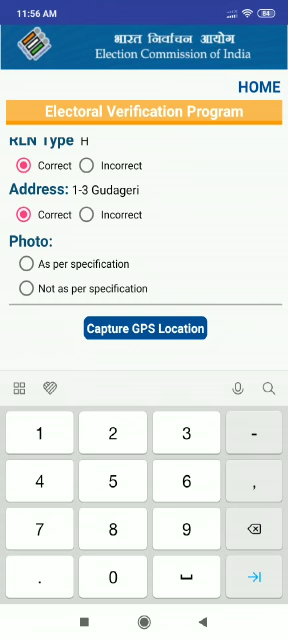 11:56 AM
84
भारत निर्वाचन आयोग
Election Commission of India
HOME
Electoral Verification Program
RLN Type H
Correct Incorrect
Address: 1-3 Gudageri
Correct Incorrect
Photo:
As per specification
Not as per specification
Capture GPS Location
1 2 3 -
4 5 6 ,
7 8 9
. 0